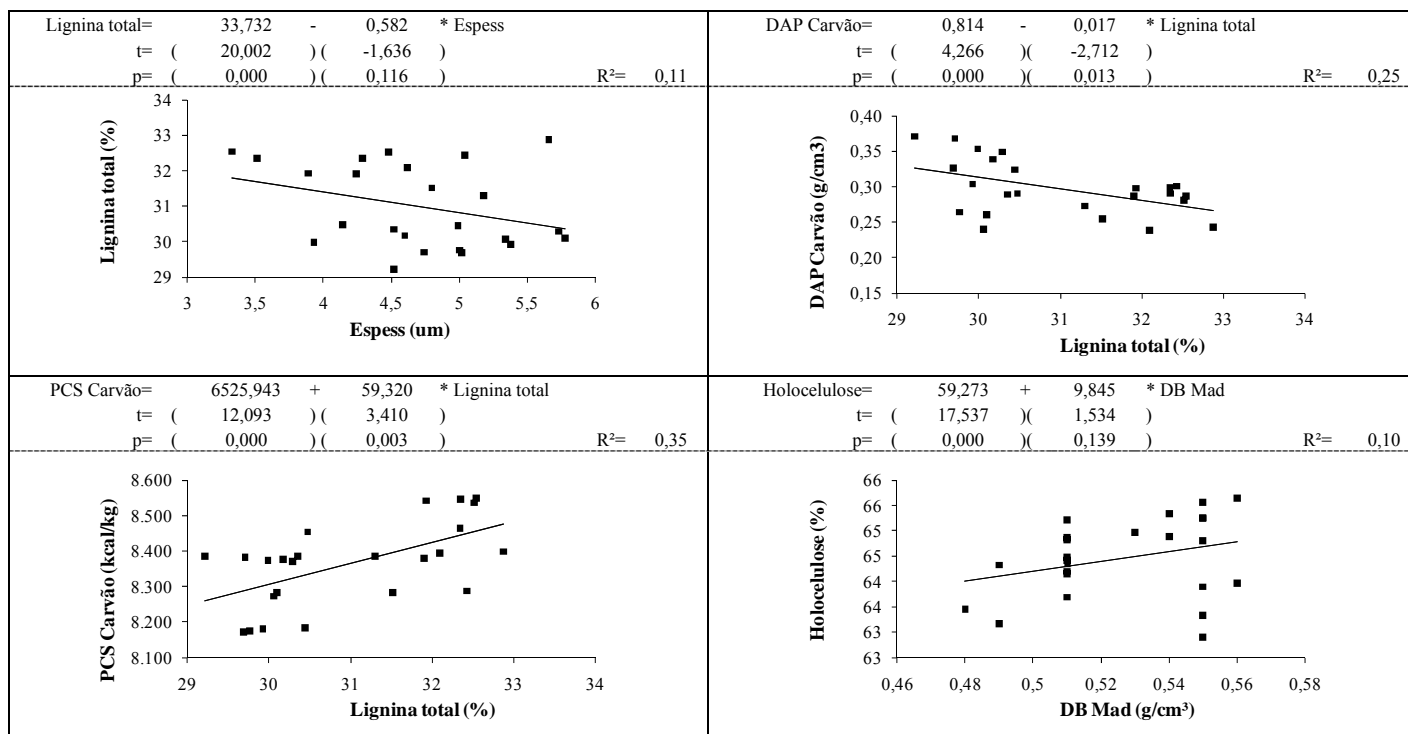 Lignina total= 33,732 - 0,582 * Espess
t= ( 20,002 ) ( -1,636 )
p= ( 0,000 ) ( 0,116 ) R²= 0,11
34
33
32
31
30
29
Lignina total (%)
3 3,5 4 4,5 5 5,5 6
Espess (um)
DAP Carvão= 0,814 - 0,017 * Lignina total
t= ( 4,266 )( -2,712 )
p= ( 0,000 )( 0,013 ) R²= 0,25
0,40
0,35
0,30
0,25
0,20
0,15
DAP Carvão (g/cm3)
29 30 31 32 33 34
Lignina total (%)
PCS Carvão= 6525,943 + 59,320 * Lignina total
t= ( 12,093 ) ( 3,410 )
p= ( 0,000 ) ( 0,003 ) R²= 0,35
8.600
8.500
8.400
8.300
8.200
8.100
PCS Carvão (kcal/kg)
29 30 31 32 33 34
Lignina total (%)
Holocelulose= 59,273 + 9,845 * DB Mad
t= ( 17,537 )( 1,534 )
p= ( 0,000 )( 0,139 ) R²= 0,10
66
66
65
65
64
64
63
63
Holocelulose (%)
0,46 0,48 0,5 0,52 0,54 0,56 0,58
DB Mad (g/cm³)